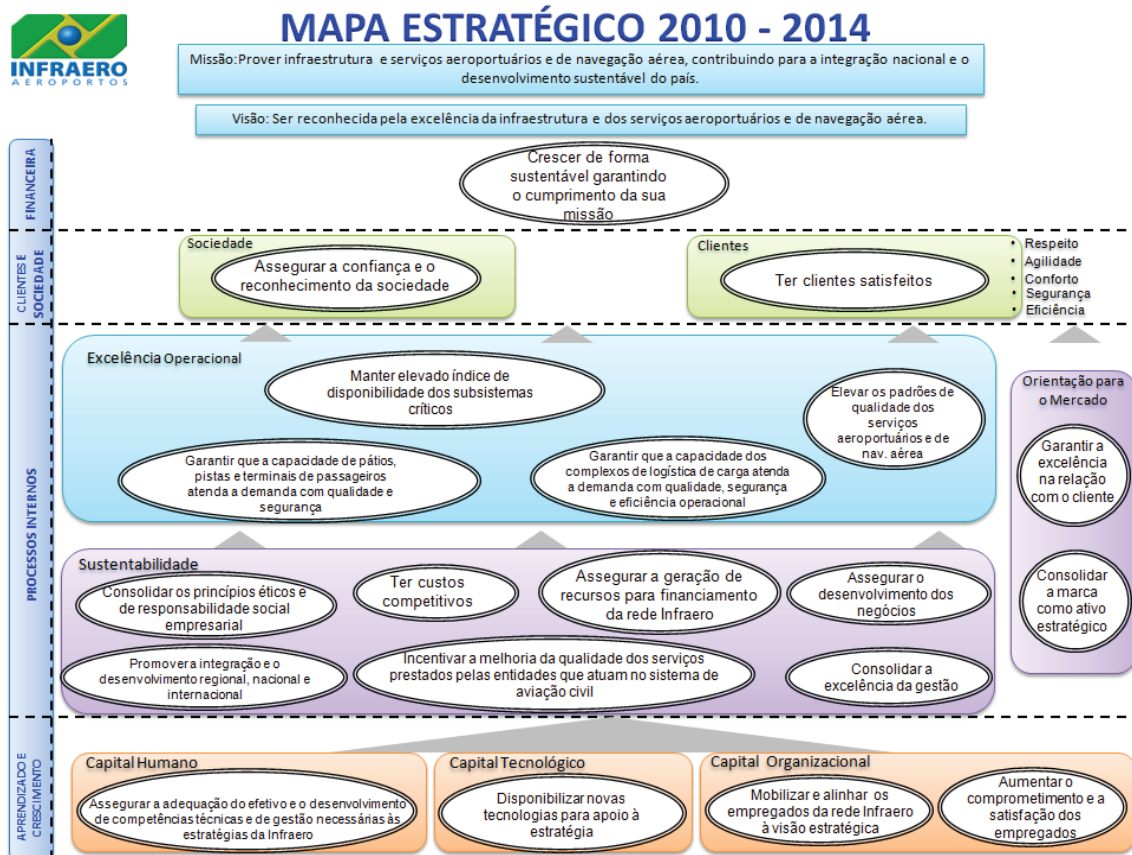 INFRAERO
AEROPORTOS
MAPA ESTRATÉGICO 2010 - 2014
Missão:Prover infraestrutura e serviços aeroportuários e de navegação aérea, contribuindo para a integração nacional e o
desenvolvimento sustentável do país.
Visão: Ser reconhecida pela excelência da infraestrutura e dos serviços aeroportuários e de navegação aérea.
FINANCEIRA
Crescer de forma
sustentável garantindo
o cumprimento da sua
missão
CLIENTES E
SOCIEDADE
Sociedade
Assegurar a confiança e o
reconhecimento da sociedade
Clientes
Ter clientes satisfeitos
• Respeito
• Agilidade
• Conforto
• Segurança
• Eficiência
PROCESSOS INTERNOS
Excelência Operacional
Manter elevado índice de
disponibilidade dos subsistemas
críticos
Elevar os padrões de
qualidade dos
serviços
aeroportuários e de
nav. aérea
Garantir que a capacidade de pátios,
pistas e terminais de passageiros
atenda a demanda com qualidade e
segurança
Garantir que a capacidade dos
complexos de logística de carga atenda
a demanda com qualidade, segurança
e eficiência operacional
Orientação para
o Mercado
Garantir a
excelência
na relação
com o cliente
Consolidar
a marca
como ativo
estratégico
Sustentabilidade
Consolidar os princípios éticos e
de responsabilidade social
empresarial
Ter custos
competitivos
Assegurar a geração de
recursos para financiamento
da rede Infraero
Assegurar o
desenvolvimento dos
negócios
Promover a integração e o
desenvolvimento regional, nacional e
internacional
Incentivar a melhoria da qualidade dos serviços
prestados pelas entidades que atuam no sistema de
aviação civil
Consolidar a
excelência da gestão
APRENDIZADO E
CRESCIMENTO
Capital Humano
Assegurar a adequação do efetivo e o desenvolvimento
de competências técnicas e de gestão necessárias às
estratégias da Infraero
Capital Tecnológico
Disponibilizar novas
tecnologias para apoio à
estratégia
Capital Organizacional
Mobilizar e alinhar os
empregados da rede Infraero
à visão estratégica
Aumentar o
comprometimento e a
satisfação dos
empregados